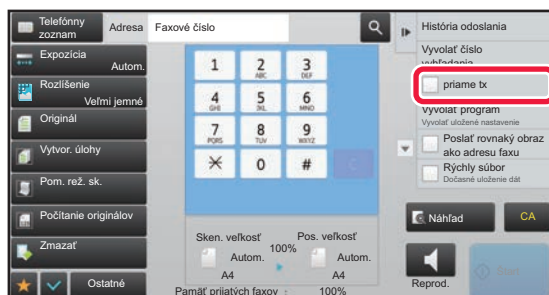 Telefónny
zoznam
Adresa
Faxové číslo
Expozícia
Autom.
Rozlíšenie
Veľmi jemné
Originál
Vytvor. úlohy
Pom. rež. sk.
Počítanie originálov
Zmazať
Ostatné
1
2
ABC
3
DEF
4
GHI
5
JKL
6
MNO
7
PQRS
8
TUV
9
WXYZ
0
#
C
Sken. veľkosť
100%
Pos. veľkosť
Autom.
Autom.
A4
A4
Pamäť prijatých faxov :
100%
História odoslania
Vyvolať číslo
vyhľadania
priame tx
Vyvolať program
Vyvolať uložené nastavenie
Poslať rovnaký obraz
ako adresu faxu
Rýchly súbor
Dočasné uloženie dát
Náhľad
CA
Reprod.
Start